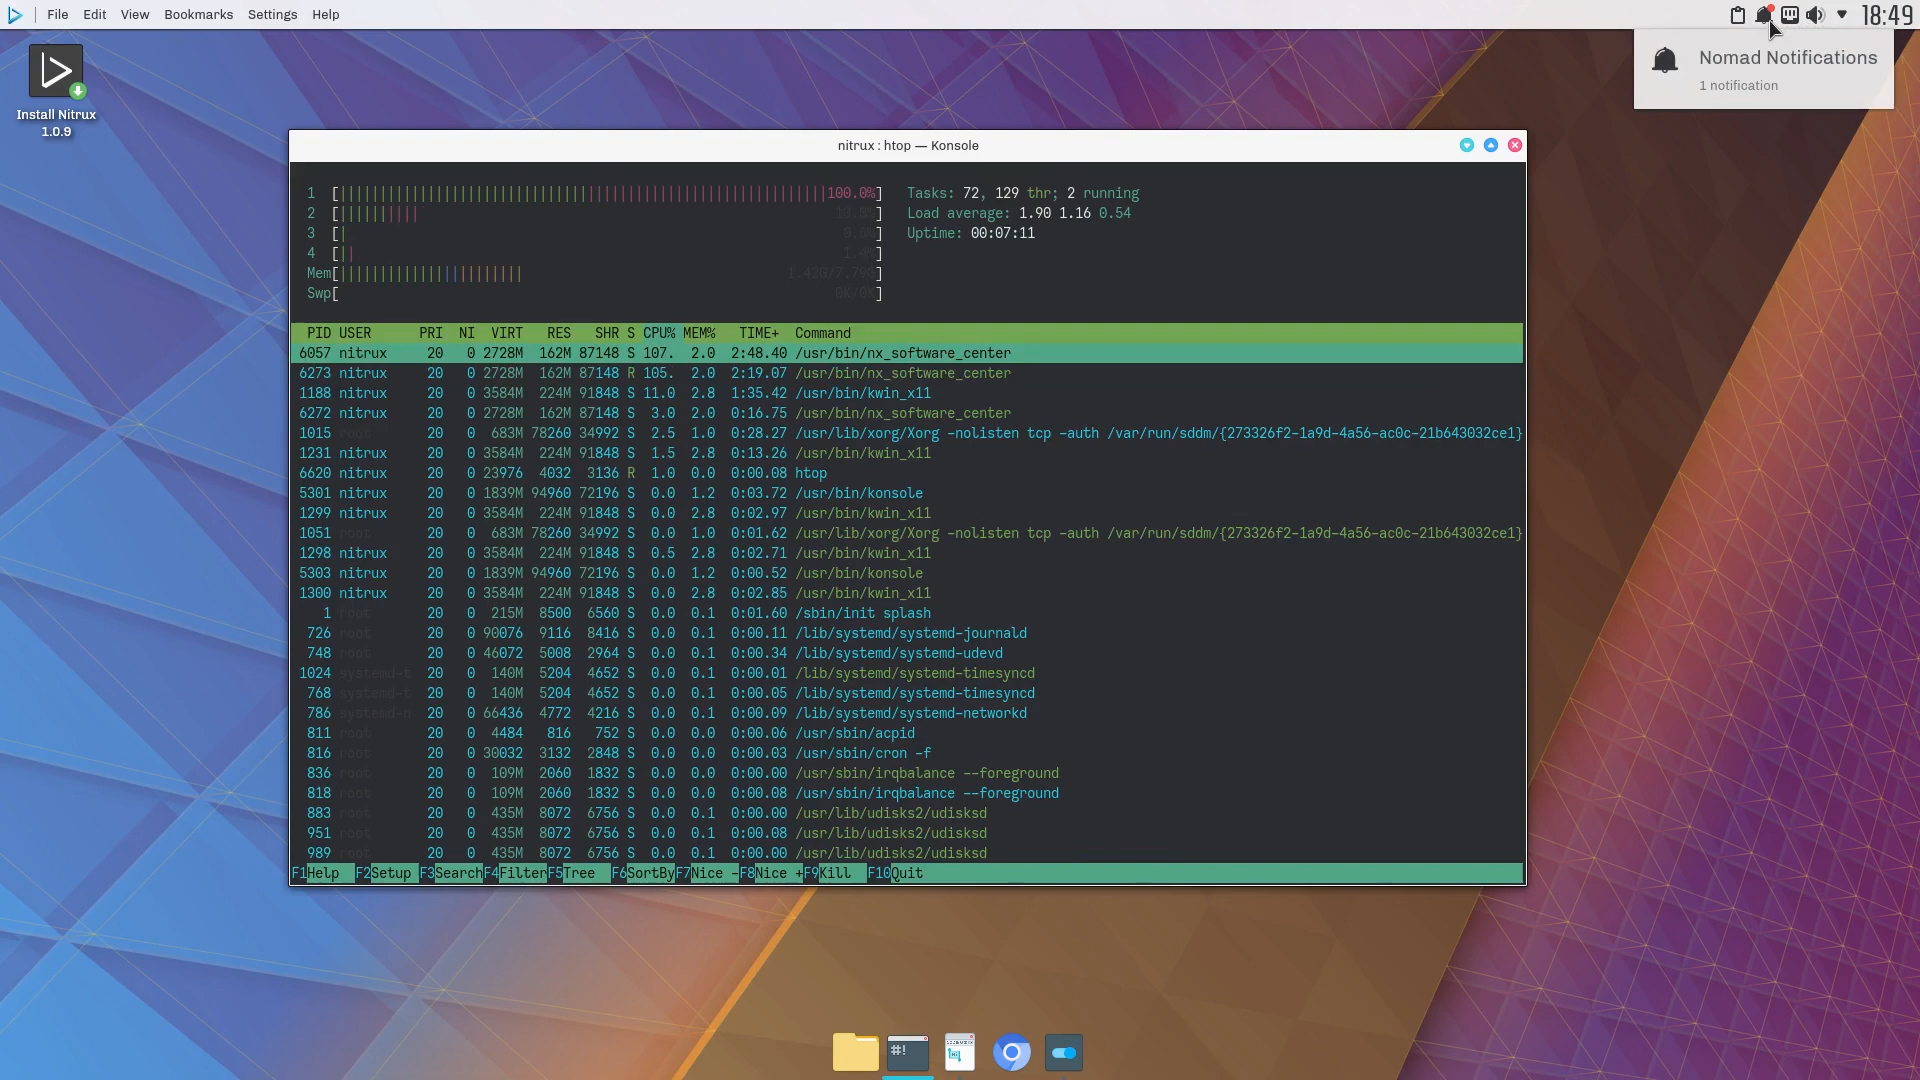 File Edit View Bookmarks Settings Help
18:49
Nomad Notifications
1 notification
Install Nitrux
1.0.9
nitrux : htop — Konsole
1 [||||||||||||||||||||||||||||||||||||||||||||||||||||||||||||| 100.0%] Tasks: 72, 129 thr; 2 running
2 [|||||||||| ] Load average: 1.90 1.16 0.54
3 [| ] Uptime: 00:07:11
4 [|| 1.4%]
Mem[||||||||||||||||||||||| 1.42G/7.79G]
Swp[ 0K/0K]
PID USER PRI NI VIRT RES SHR S CPU% MEM% TIME+ Command
6057 nitrux 20 0 2728M 162M 87148 S 107. 2.0 2:48.40 /usr/bin/nx_software_center
6273 nitrux 20 0 2728M 162M 87148 R 105. 2.0 2:19.07 /usr/bin/nx_software_center
1188 nitrux 20 0 3584M 224M 91848 S 11.0 2.8 1:35.42 /usr/bin/kwin_x11
6272 nitrux 20 0 2728M 162M 87148 S 3.0 2.0 0:16.75 /usr/bin/nx_software_center
1015 root 20 0 683M 78260 34992 S 2.5 1.0 0:28.27 /usr/lib/xorg/Xorg -nolisten tcp -auth /var/run/sddm/{273326f2-1a9d-4a56-ac0c-21b643032ce1}
1231 nitrux 20 0 3584M 224M 91848 S 1.5 2.8 0:13.26 /usr/bin/kwin_x11
6620 nitrux 20 0 23976 4032 3136 R 1.0 0.0 0:00.08 htop
5301 nitrux 20 0 1839M 94960 72196 S 0.0 1.2 0:03.72 /usr/bin/konsole
1299 nitrux 20 0 3584M 224M 91848 S 0.0 2.8 0:02.97 /usr/bin/kwin_x11
1051 root 20 0 683M 78260 34992 S 0.0 1.0 0:01.62 /usr/lib/xorg/Xorg -nolisten tcp -auth /var/run/sddm/{273326f2-1a9d-4a56-ac0c-21b643032ce1}
1298 nitrux 20 0 3584M 224M 91848 S 0.5 2.8 0:02.71 /usr/bin/kwin_x11
5303 nitrux 20 0 1839M 94960 72196 S 0.0 1.2 0:00.52 /usr/bin/konsole
1300 nitrux 20 0 3584M 224M 91848 S 0.0 2.8 0:02.85 /usr/bin/kwin_x11
1 root 20 0 215M 8500 6560 S 0.0 0.1 0:01.60 /sbin/init splash
726 root 20 0 90076 9116 8416 S 0.0 0.1 0:00.11 /lib/systemd/systemd-journald
748 root 20 0 46072 5008 2964 S 0.0 0.1 0:00.34 /lib/systemd/systemd-udevd
1024 systemd-t 20 0 140M 5204 4652 S 0.0 0.1 0:00.01 /lib/systemd/systemd-timesyncd
768 systemd-t 20 0 140M 5204 4652 S 0.0 0.1 0:00.05 /lib/systemd/systemd-timesyncd
786 systemd-n 20 0 66436 4772 4216 S 0.0 0.1 0:00.09 /lib/systemd/systemd-networkd
811 root 20 0 4484 816 752 S 0.0 0.0 0:00.06 /usr/sbin/acpid
816 root 20 0 30032 3132 2848 S 0.0 0.0 0:00.03 /usr/sbin/cron -f
836 root 20 0 109M 2060 1832 S 0.0 0.0 0:00.00 /usr/sbin/irqbalance --foreground
818 root 20 0 109M 2060 1832 S 0.0 0.0 0:00.08 /usr/sbin/irqbalance --foreground
883 root 20 0 435M 8072 6756 S 0.0 0.1 0:00.00 /usr/lib/udisks2/udisksd
951 root 20 0 435M 8072 6756 S 0.0 0.1 0:00.08 /usr/lib/udisks2/udisksd
989 root 20 0 435M 8072 6756 S 0.0 0.1 0:00.00 /usr/lib/udisks2/udisksd
F1Help F2Setup F3SearchF4FilterF5Tree F6SortByF7Nice -F8Nice +F9Kill F10Quit
#!